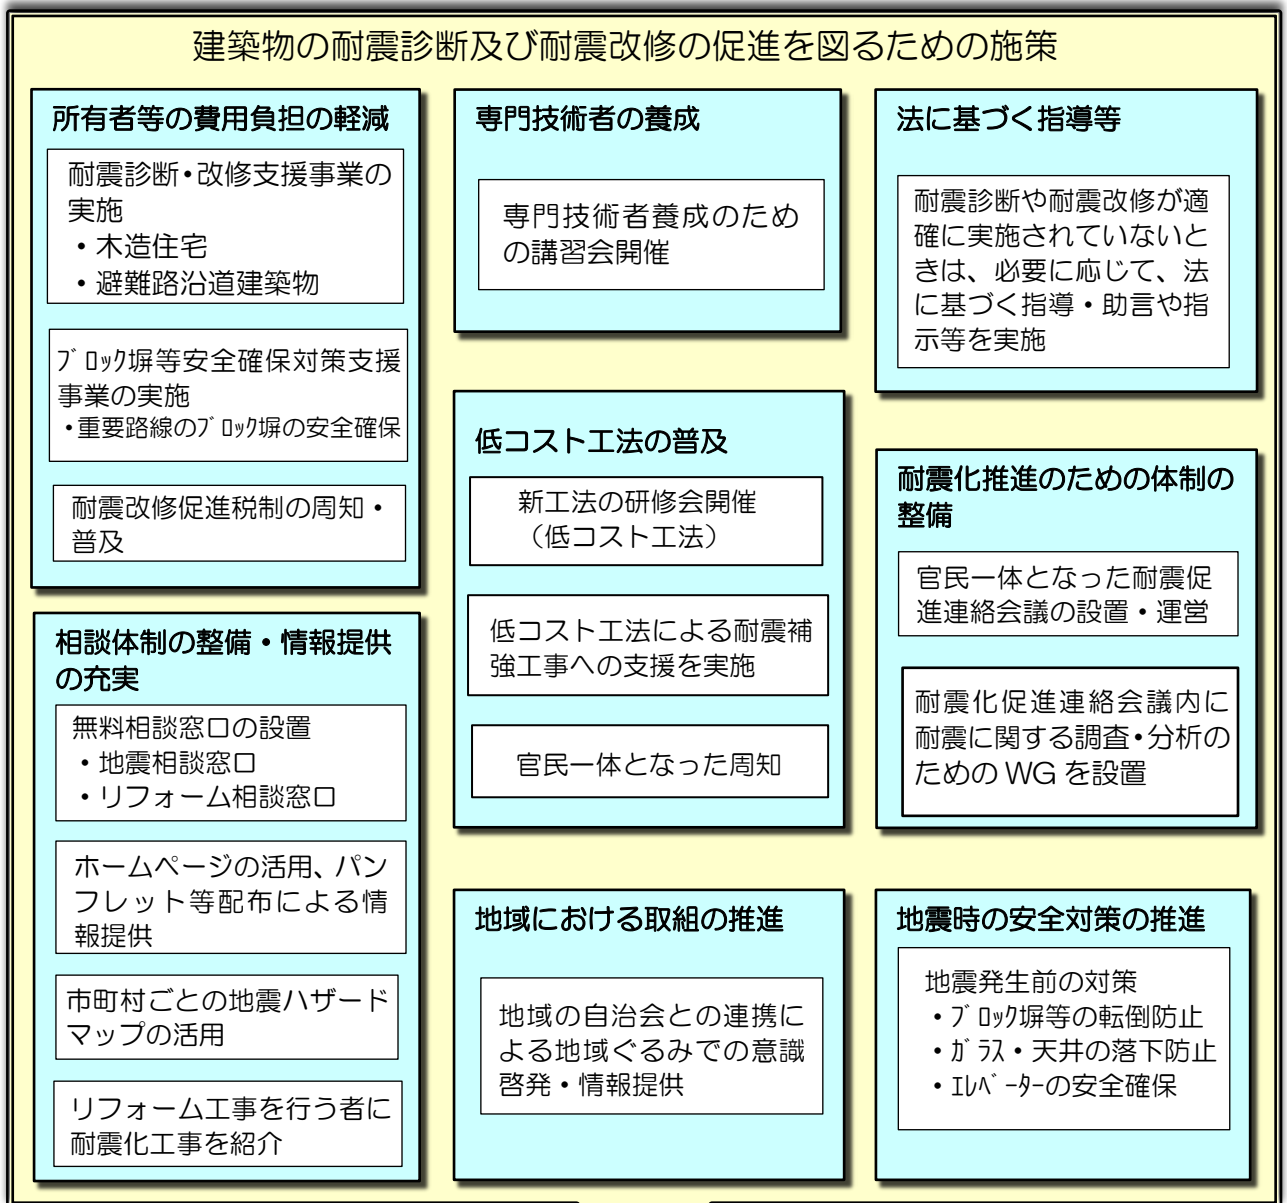 建築物の耐震診断及び耐震改修の促進を図るための施策
所有者等の費用負担の軽減
耐震診断・改修支援事業の
実施
・木造住宅
・避難路沿道建築物
ﾌﾞﾛｯｸ塀等安全確保対策支援
事業の実施
・重要路線のﾌﾞﾛｯｸ塀の安全確保
耐震改修促進税制の周知・
普及
相談体制の整備・情報提供
の充実
無料相談窓口の設置
・地震相談窓口
・リフォーム相談窓口
ホームページの活用、パン
フレット等配布による情
報提供
市町村ごとの地震ハザード
マップの活用
リフォーム工事を行う者に
耐震化工事を紹介
専門技術者の養成
専門技術者養成のため
の講習会開催
低コスト工法の普及
新工法の研修会開催
（低コスト工法）
低コスト工法による耐震補
強工事への支援を実施
官民一体となった周知
地域における取組の推進
地域の自治会との連携に
よる地域ぐるみでの意識
啓発・情報提供
法に基づく指導等
耐震診断や耐震改修が適
確に実施されていないと
きは、必要に応じて、法
に基づく指導・助言や指
示等を実施
耐震化推進のための体制の
整備
官民一体となった耐震促
進連絡会議の設置・運営
耐震化促進連絡会議内に
耐震に関する調査・分析の
ための WG を設置
地震時の安全対策の推進
地震発生前の対策
・ﾌﾞﾛｯｸ塀等の転倒防止
・ｶﾞﾗｽ・天井の落下防止
・ｴﾚﾍﾞｰﾀｰの安全確保